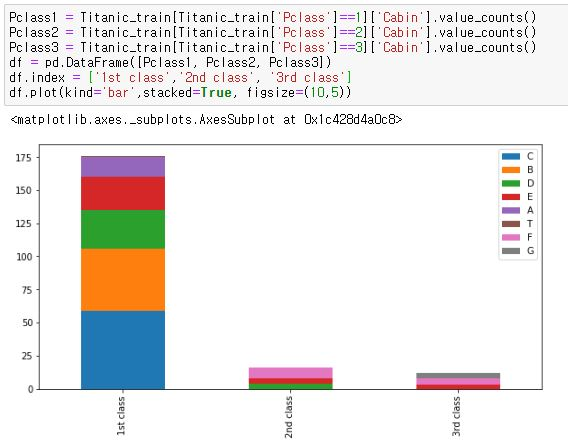 Pclass1 = Titanic_train[Titanic_train['Pclass']==1]['Cabin'].value_counts()
Pclass2 = Titanic_train[Titanic_train['Pclass']==2]['Cabin'].value_counts()
Pclass3 = Titanic_train[Titanic_train['Pclass']==3]['Cabin'].value_counts()
df = pd.DataFrame([Pclass1, Pclass2, Pclass3])
df.index = ['1st class','2nd class', '3rd class']
df.plot(kind='bar',stacked=True, figsize=(10,5))
<matplotlib.axes._subplots.AxesSubplot at 0x1c428d4a0c8>
175
150
125
100
75
50
25
0
C
B
D
E
A
T
F
G
1st class
2nd class
3rd class